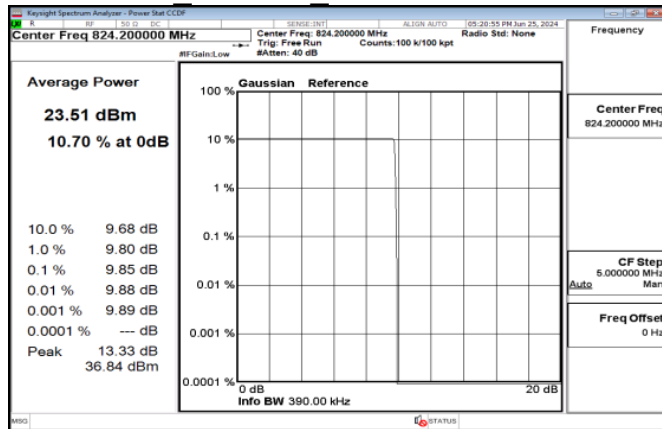 Keysight Spectrum Analyzer - Power Stat CCDF
R RF 50 Ω DC SENSE:INT ALIGN AUTO 05:20:55 PM Jun 25, 2024
Center Freq 824.200000 MHz
Center Freq: 824.200000 MHz Radio Std: None
Trig: Free Run Counts:100 k/100 kpt
#IFGain:Low #Atten: 40 dB
Frequency
Average Power
23.51 dBm
10.70 % at 0dB
10.0 % 9.68 dB
1.0 % 9.80 dB
0.1 % 9.85 dB
0.01 % 9.88 dB
0.001 % 9.89 dB
0.0001 % --- dB
Peak 13.33 dB
36.84 dBm
Gaussian Reference
100 %
10 %
1 %
0.1 %
0.01 %
0.001 %
0.0001 %
0 dB 20 dB
Info BW 390.00 kHz
Center Freq
824.200000 MHz
CF Step
5.000000 MHz
Auto Man
Freq Offset
0 Hz
MSG STATUS